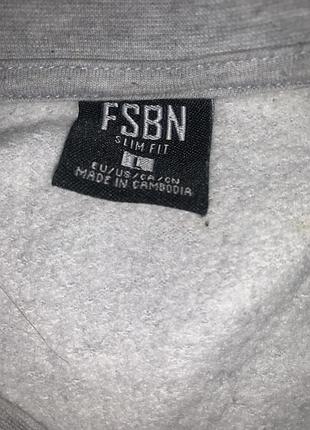 FSBN
SLIM FIT
L
EU/US/CA/CN
MADE IN CAMBODIA